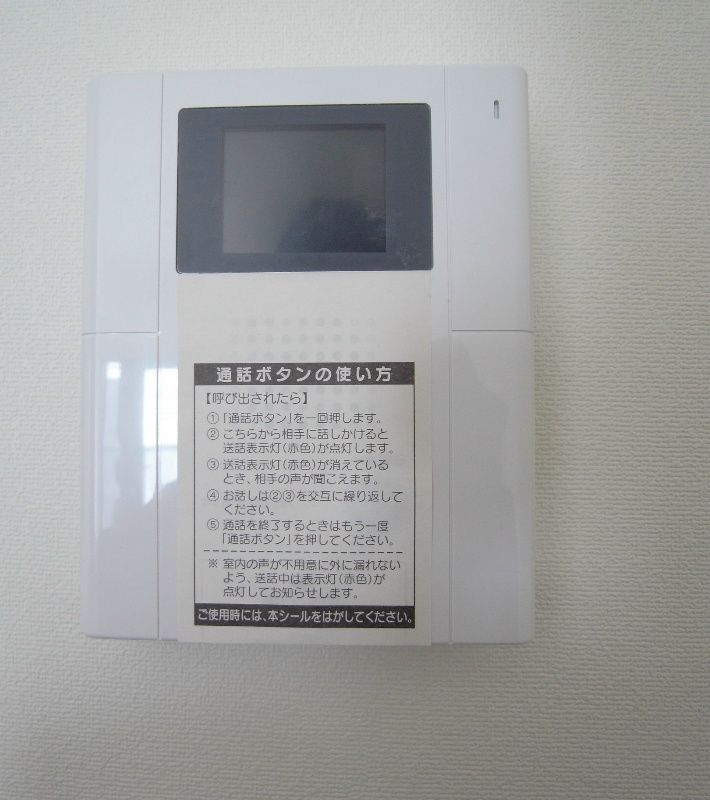 通話ボタンの使い方
【呼び出されたら】
①「通話ボタン」を一回押します。
② こちらから相手に話しかけると
送話表示灯(赤色)が点灯します。
③ 送話表示灯(赤色)が消えている
とき、相手の声が聞こえます。
④ お話しは②③を交互に繰り返して
ください。
⑤ 通話を終了するときはもう一度
「通話ボタン」を押してください。
※ 室内の声が不用意に外に漏れない
よう、送話中は表示灯(赤色)が
点灯してお知らせします。
ご使用時には、本シールをはがしてください。